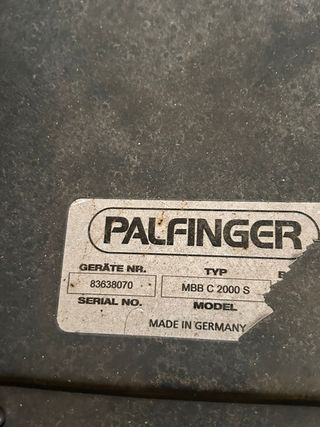 PALFINGER
GERÄTE NR. TYP
83638070 MBB C 2000 S
SERIAL NO. MODEL
MADE IN GERMANY